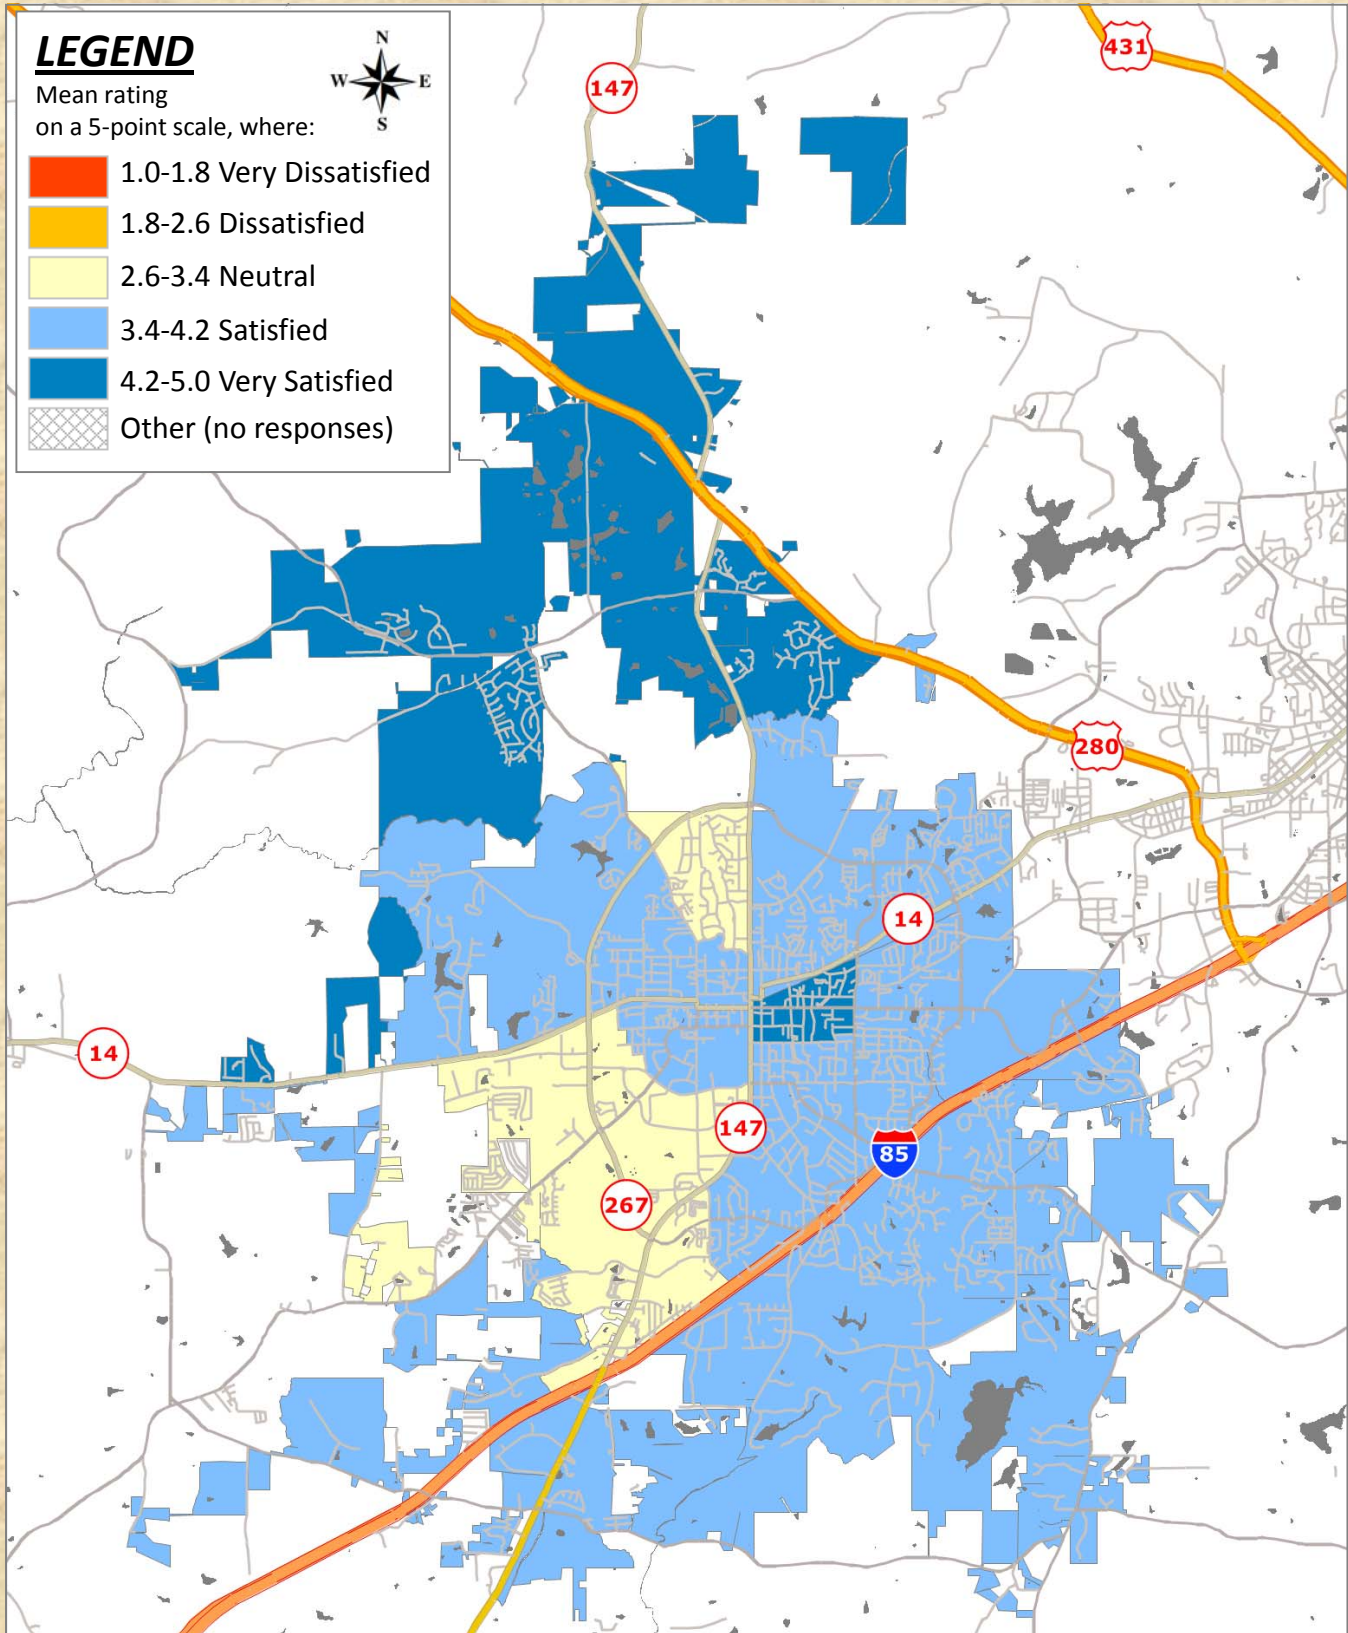 LEGEND
N
W E
S
Mean rating
on a 5-point scale, where:
1.0-1.8 Very Dissatisfied
1.8-2.6 Dissatisfied
2.6-3.4 Neutral
3.4-4.2 Satisfied
4.2-5.0 Very Satisfied
Other (no responses)
431
147
280
14
14
147
85
267